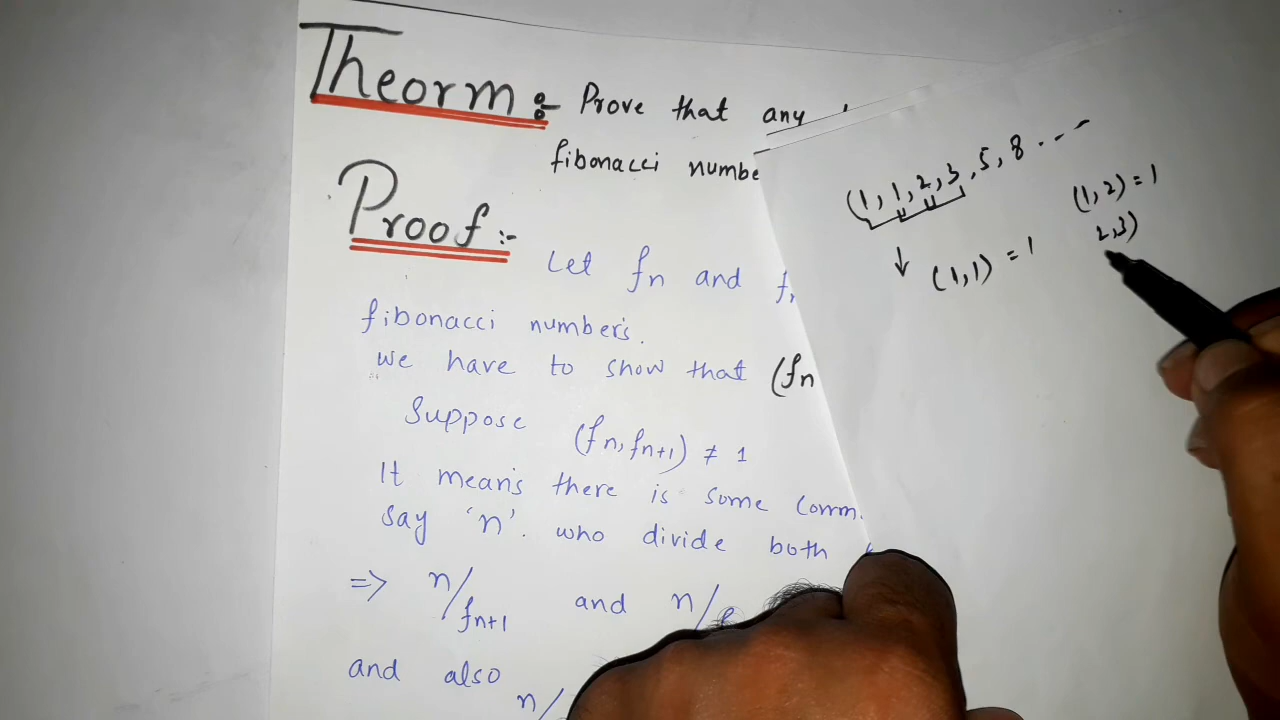 Theorm:- Prove that any
fibonacci numbe
Proof:-
Let fn and f
fibonacci numbers.
we have to show that (fn
Suppose (fn, fn+1) ≠ 1
It means there is some Comm.
say 'n'. who divide both
=> n/fn+1 and n/f
and also n/
(1, 1, 2, 3, 5, 8 - - -
↓ (1,1) = 1
(1,2) = 1
2,3)